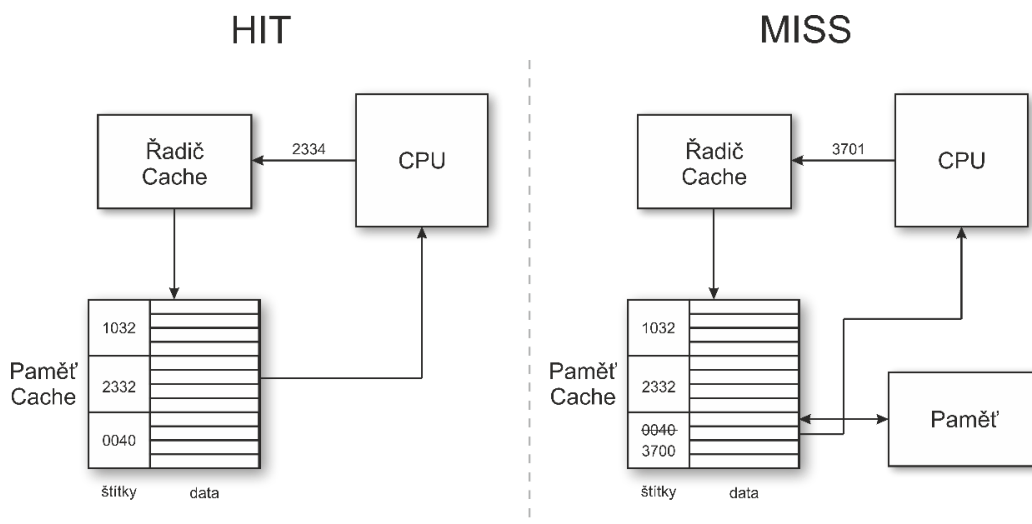 HIT
Řadič
Cache
2334
CPU
Paměť
Cache
1032
2332
0040
štítky
data
MISS
Řadič
Cache
3701
CPU
Paměť
Cache
1032
2332
0040
3700
Paměť
štítky
data